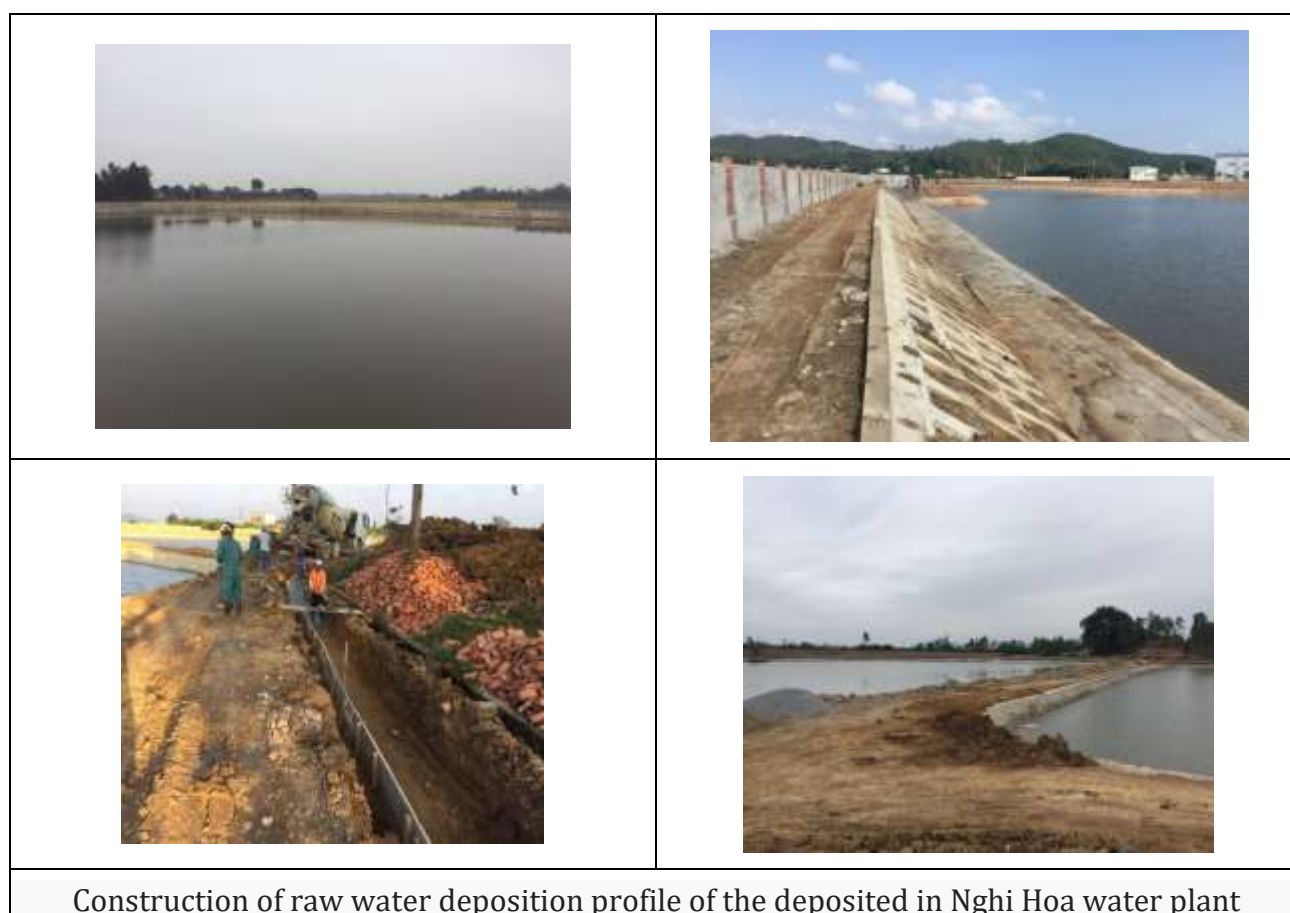 Construction of raw water deposition profile of the deposited in Nghi Hoa water plant